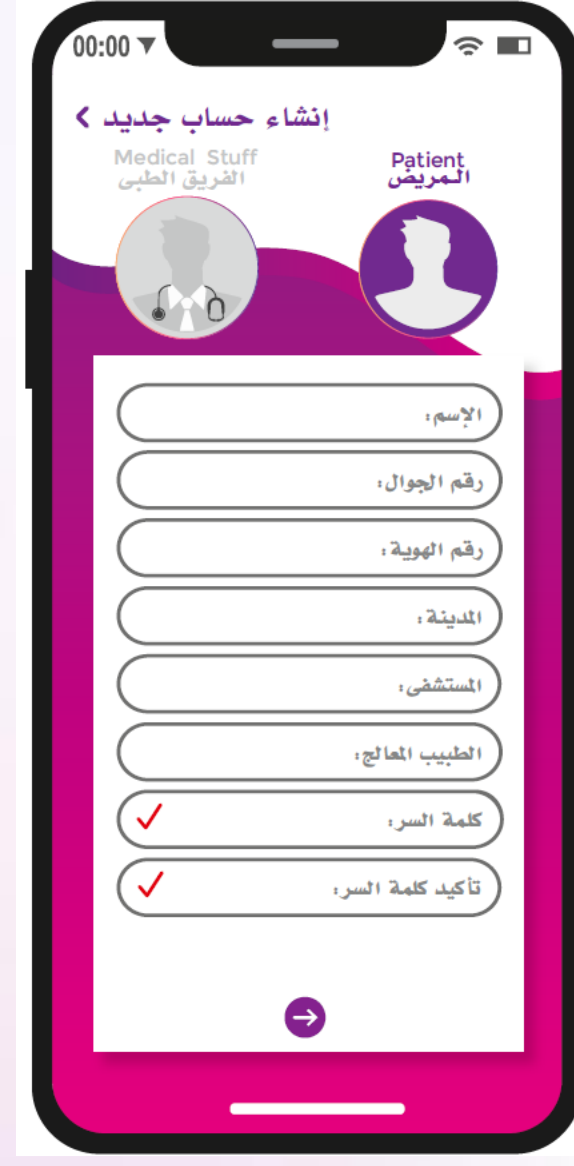 00:00
إنشاء حساب جديد
Patient
المريض
Medical Stuff
الفريق الطبي
الإسم:
رقم الجوال:
رقم الهوية:
المدينة:
المستشفى:
الطبيب المعالج:
كلمة السر:
تأكيد كلمة السر: